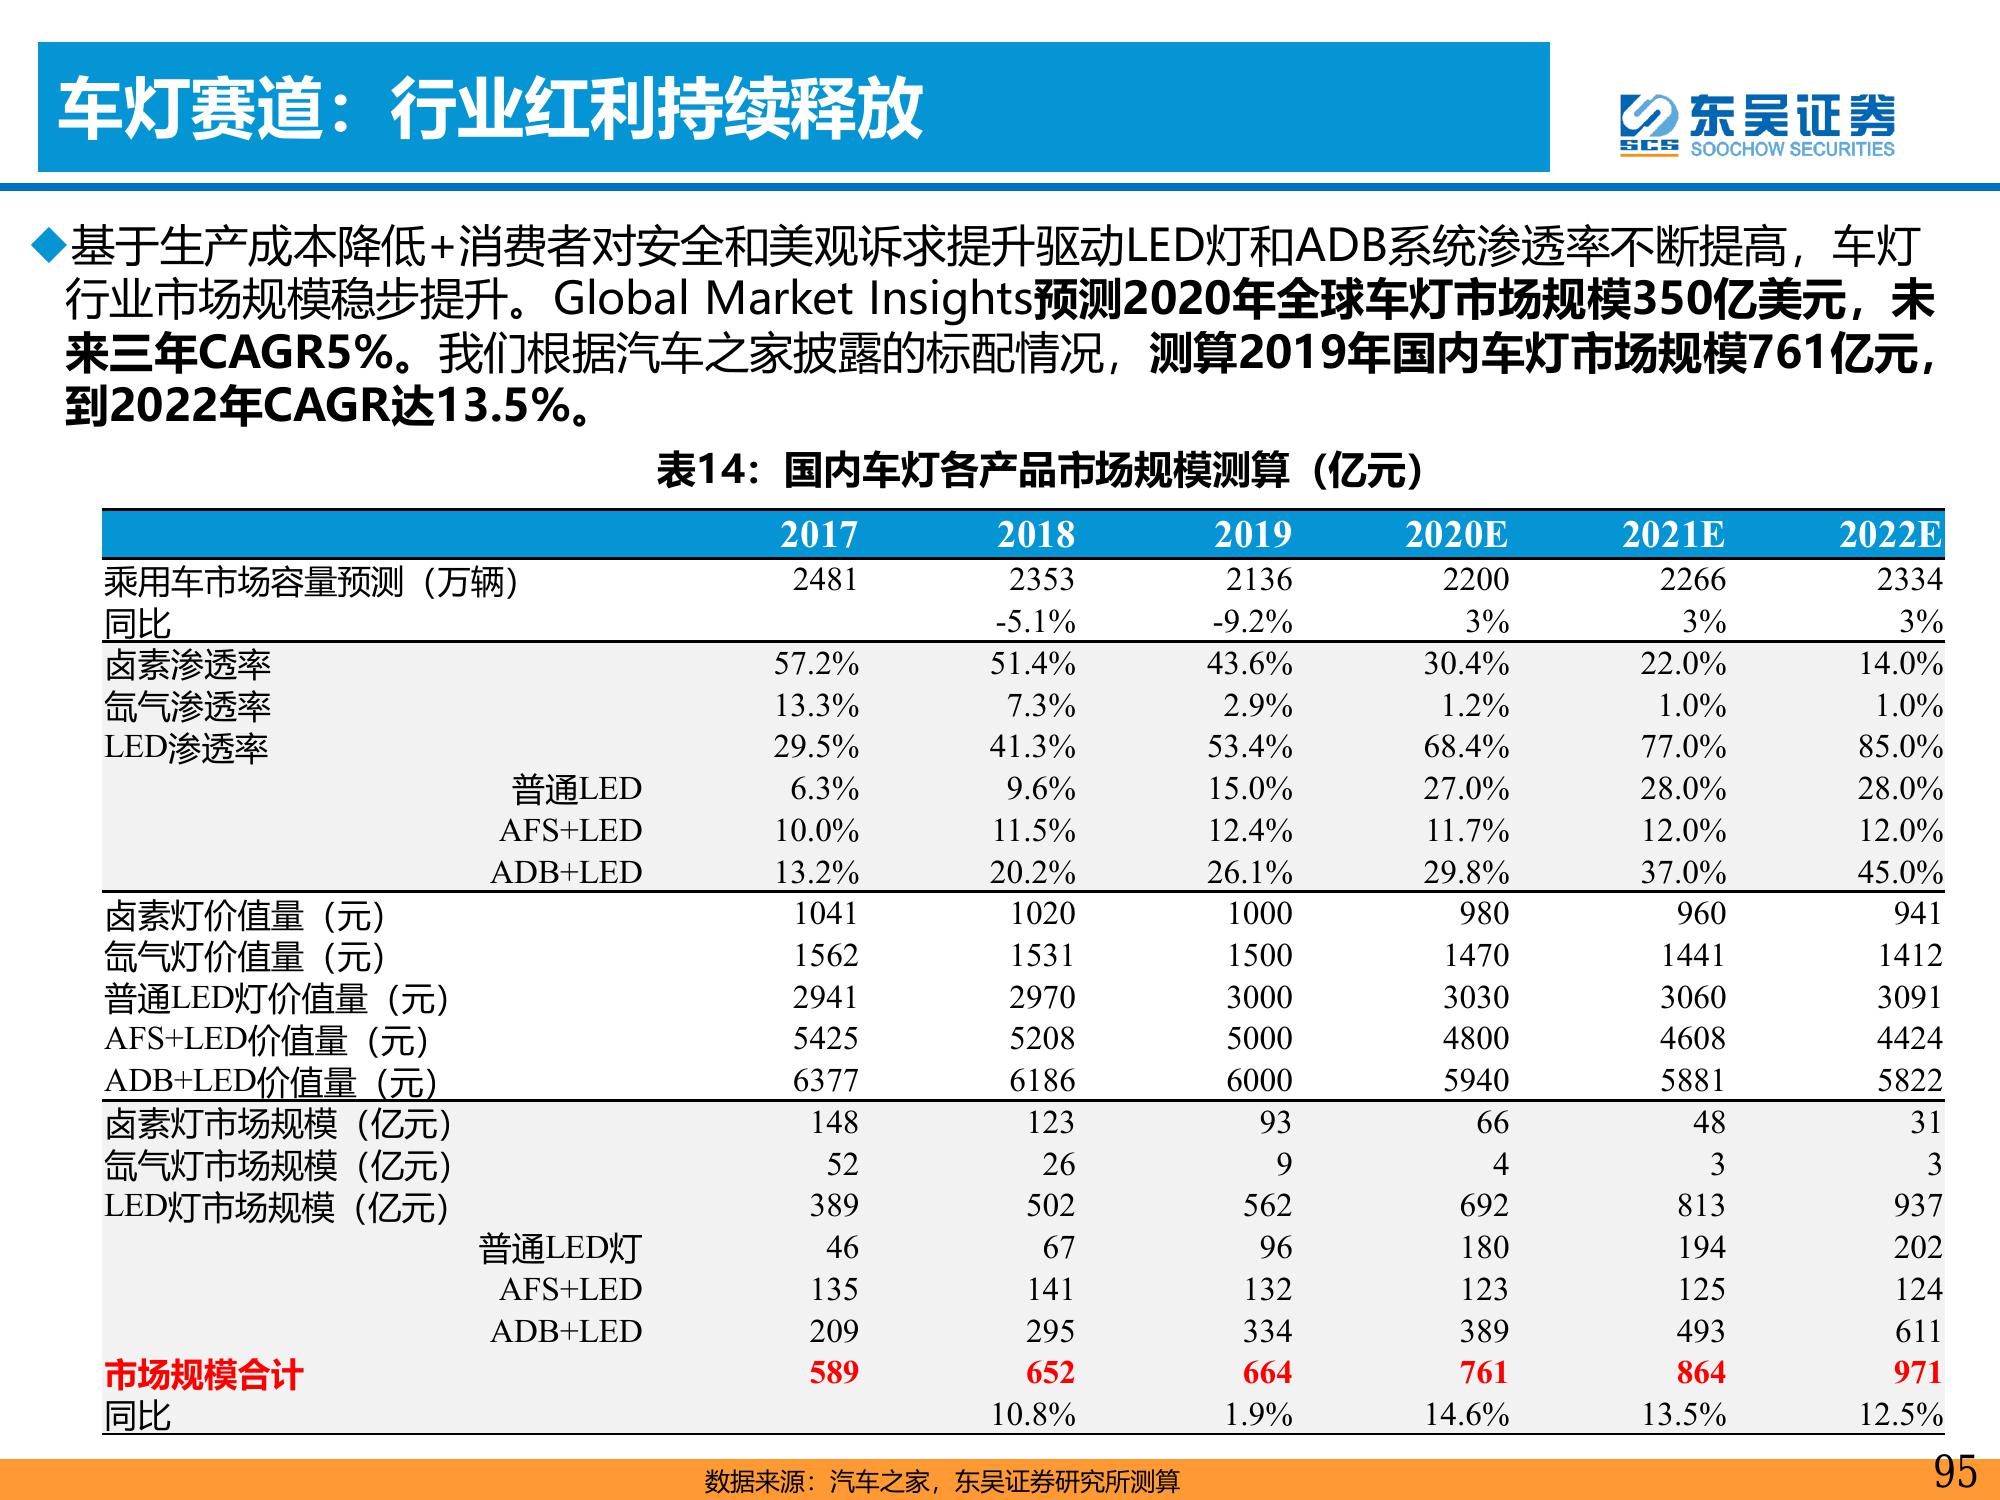 车灯赛道：行业红利持续释放
东吴证券
SCS SOOCHOW SECURITIES
基于生产成本降低+消费者对安全和美观诉求提升驱动LED灯和ADB系统渗透率不断提高，车灯
行业市场规模稳步提升。Global Market Insights预测2020年全球车灯市场规模350亿美元，未
来三年CAGR5%。我们根据汽车之家披露的标配情况，测算2019年国内车灯市场规模761亿元，
到2022年CAGR达13.5%。
表14：国内车灯各产品市场规模测算（亿元）
2017 2018 2019 2020E 2021E 2022E
乘用车市场容量预测（万辆） 2481 2353 2136 2200 2266 2334
同比 -5.1% -9.2% 3% 3% 3%
卤素渗透率 57.2% 51.4% 43.6% 30.4% 22.0% 14.0%
氙气渗透率 13.3% 7.3% 2.9% 1.2% 1.0% 1.0%
LED渗透率 29.5% 41.3% 53.4% 68.4% 77.0% 85.0%
普通LED 6.3% 9.6% 15.0% 27.0% 28.0% 28.0%
AFS+LED 10.0% 11.5% 12.4% 11.7% 12.0% 12.0%
ADB+LED 13.2% 20.2% 26.1% 29.8% 37.0% 45.0%
卤素灯价值量（元） 1041 1020 1000 980 960 941
氙气灯价值量（元） 1562 1531 1500 1470 1441 1412
普通LED灯价值量（元） 2941 2970 3000 3030 3060 3091
AFS+LED价值量（元） 5425 5208 5000 4800 4608 4424
ADB+LED价值量（元） 6377 6186 6000 5940 5881 5822
卤素灯市场规模（亿元） 148 123 93 66 48 31
氙气灯市场规模（亿元） 52 26 9 4 3 3
LED灯市场规模（亿元） 389 502 562 692 813 937
普通LED灯 46 67 96 180 194 202
AFS+LED 135 141 132 123 125 124
ADB+LED 209 295 334 389 493 611
市场规模合计 589 652 664 761 864 971
同比 10.8% 1.9% 14.6% 13.5% 12.5%
数据来源：汽车之家，东吴证券研究所测算
95